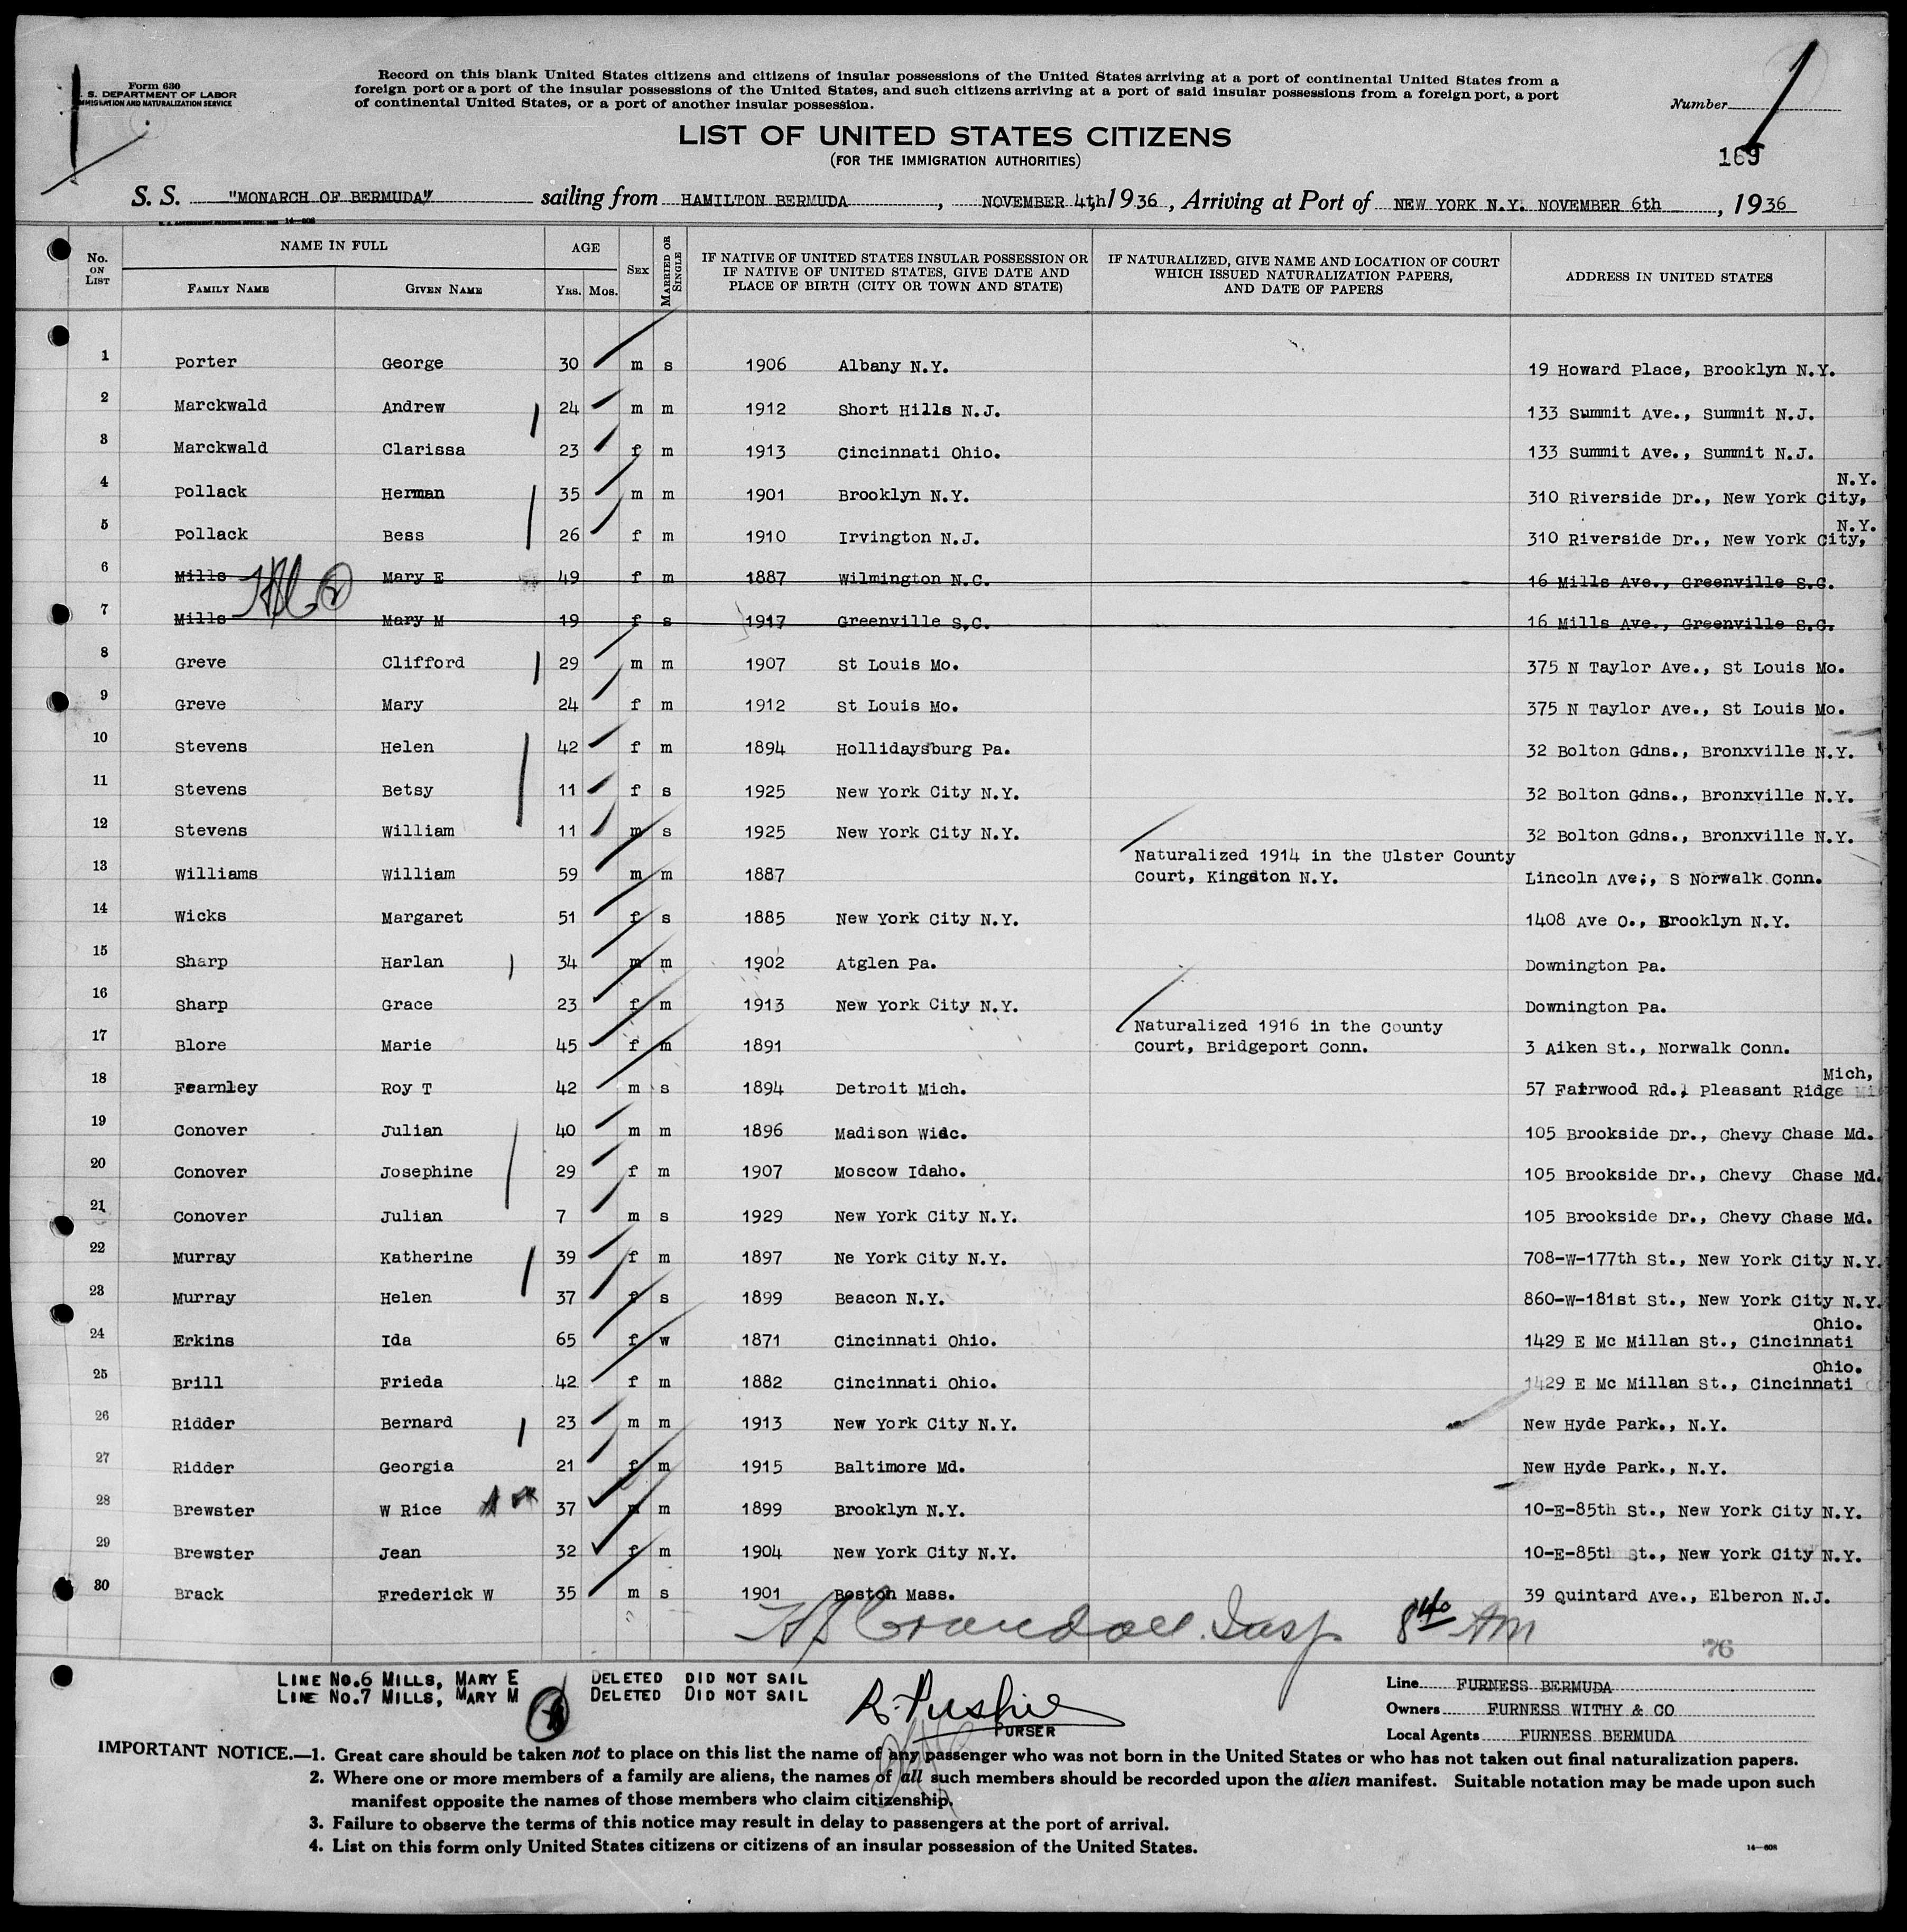 Form 630
U. S. DEPARTMENT OF LABOR
IMMIGRATION AND NATURALIZATION SERVICE
Record on this blank United States citizens and citizens of insular possessions of the United States arriving at a port of continental United States from a
foreign port or a port of the insular possessions of the United States, and such citizens arriving at a port of said insular possessions from a foreign port, a port
of continental United States, or a port of another insular possession.
Number
1
169
LIST OF UNITED STATES CITIZENS
(FOR THE IMMIGRATION AUTHORITIES)
S. S. "MONARCH OF BERMUDA" sailing from HAMILTON BERMUDA, NOVEMBER 4th, 1936, Arriving at Port of NEW YORK N.Y. NOVEMBER 6th, 1936
No. ON LIST NAME IN FULL FAMILY NAME GIVEN NAME AGE YRS. MOS. SEX MARRIED OR SINGLE IF NATIVE OF UNITED STATES INSULAR POSSESSION OR IF NATIVE OF UNITED STATES, GIVE DATE AND PLACE OF BIRTH (CITY OR TOWN AND STATE) IF NATURALIZED, GIVE NAME AND LOCATION OF COURT WHICH ISSUED NATURALIZATION PAPERS, AND DATE OF PAPERS ADDRESS IN UNITED STATES
1 Porter George 30 m s 1906 Albany N.Y. 19 Howard Place, Brooklyn N.Y.
2 Marckwald Andrew 24 m m 1912 Short Hills N.J. 133 Summit Ave., Summit N.J.
3 Marckwald Clarissa 23 f m 1913 Cincinnati Ohio. 133 Summit Ave., Summit N.J.
4 Pollack Herman 35 m m 1901 Brooklyn N.Y. 310 Riverside Dr., New York City, N.Y.
5 Pollack Bess 26 f m 1910 Irvington N.J. 310 Riverside Dr., New York City, N.Y.
6 Mills Mary E 49 f m 1887 Wilmington N.C. 16 Mills Ave., Greenville S.C.
7 Mills Mary M 19 f s 1917 Greenville S.C. 16 Mills Ave., Greenville S.C.
8 Greve Clifford 29 m m 1907 St Louis Mo. 375 N Taylor Ave., St Louis Mo.
9 Greve Mary 24 f m 1912 St Louis Mo. 375 N Taylor Ave., St Louis Mo.
10 Stevens Helen 42 f m 1894 Hollidaysburg Pa. 32 Bolton Gdns., Bronxville N.Y.
11 Stevens Betsy 11 f s 1925 New York City N.Y. 32 Bolton Gdns., Bronxville N.Y.
12 Stevens William 11 m s 1925 New York City N.Y. 32 Bolton Gdns., Bronxville N.Y.
13 Williams William 59 m m 1887 Naturalized 1914 in the Ulster County Court, Kingston N.Y. Lincoln Ave;, S Norwalk Conn.
14 Wicks Margaret 51 f s 1885 New York City N.Y. 1408 Ave O., Brooklyn N.Y.
15 Sharp Harlan 34 m m 1902 Atglen Pa. Downington Pa.
16 Sharp Grace 23 f m 1913 New York City N.Y. Downington Pa.
17 Blore Marie 45 f m 1891 Naturalized 1916 in the County Court, Bridgeport Conn. 3 Aiken St., Norwalk Conn.
18 Fearnley Roy T 42 m s 1894 Detroit Mich. 57 Fairwood Rd., Pleasant Ridge Mich,
19 Conover Julian 40 m m 1896 Madison Wisc. 105 Brookside Dr., Chevy Chase Md.
20 Conover Josephine 29 f m 1907 Moscow Idaho. 105 Brookside Dr., Chevy Chase Md.
21 Conover Julian 7 m s 1929 New York City N.Y. 105 Brookside Dr., Chevy Chase Md.
22 Murray Katherine 39 f m 1897 Ne York City N.Y. 708-W-177th St., New York City N.Y.
23 Murray Helen 37 f s 1899 Beacon N.Y. 860-W-181st St., New York City N.Y.
24 Erkins Ida 65 f w 1871 Cincinnati Ohio. 1429 E Mc Millan St., Cincinnati Ohio.
25 Brill Frieda 42 f m 1882 Cincinnati Ohio. 1429 E Mc Millan St., Cincinnati Ohio.
26 Ridder Bernard 23 m m 1913 New York City N.Y. New Hyde Park., N.Y.
27 Ridder Georgia 21 f m 1915 Baltimore Md. New Hyde Park., N.Y.
28 Brewster W Rice 37 m m 1899 Brooklyn N.Y. 10-E-85th St., New York City N.Y.
29 Brewster Jean 32 f m 1904 New York City N.Y. 10-E-85th St., New York City N.Y.
30 Brack Frederick W 35 m s 1901 Boston Mass. 39 Quintard Ave., Elberon N.J.
Crandall Insp 8 40 AM
76
LINE NO.6 MILLS, MARY E DELETED DID NOT SAIL
LINE NO.7 MILLS, MARY M DELETED DID NOT SAIL
PURSER
Line FURNESS BERMUDA
Owners FURNESS WITHY & CO
Local Agents FURNESS BERMUDA
IMPORTANT NOTICE.—1. Great care should be taken not to place on this list the name of any passenger who was not born in the United States or who has not taken out final naturalization papers.
2. Where one or more members of a family are aliens, the names of all such members should be recorded upon the alien manifest. Suitable notation may be made upon such
manifest opposite the names of those members who claim citizenship.
3. Failure to observe the terms of this notice may result in delay to passengers at the port of arrival.
4. List on this form only United States citizens or citizens of an insular possession of the United States.
14—608